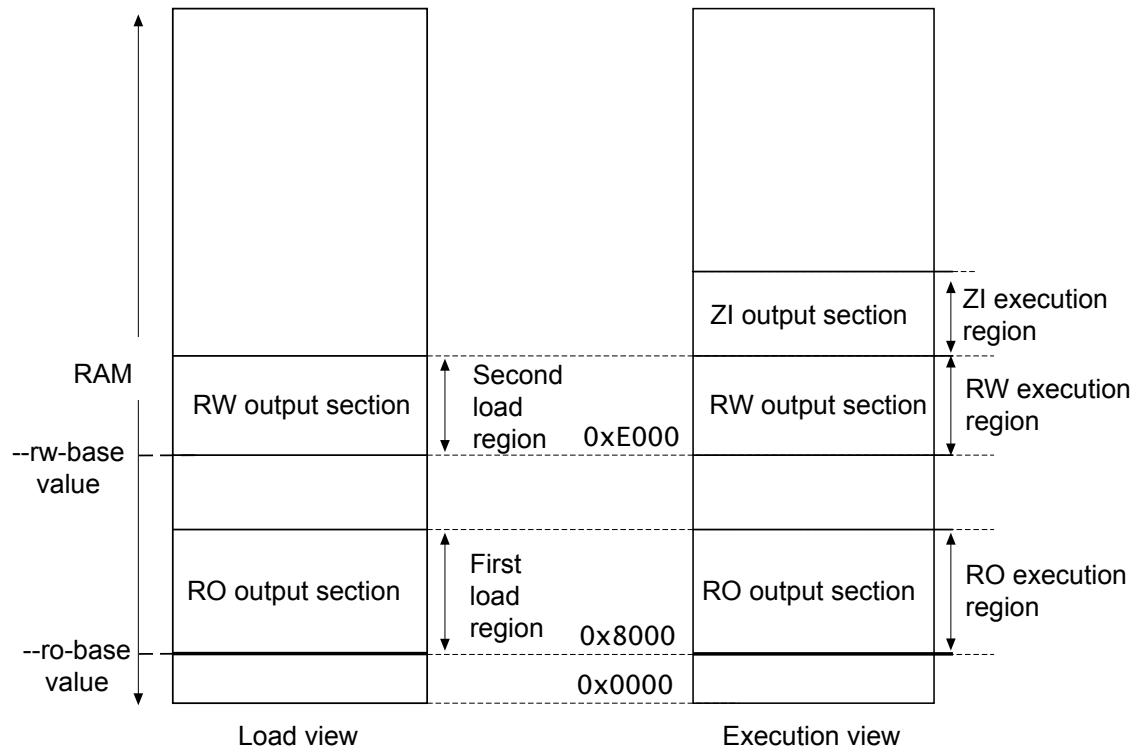 ZI output section
ZI execution
region
RAM
RW output section
Second
load
region
0xE000
RW output section
RW execution
region
--rw-base
value
RO output section
First
load
region
0x8000
RO output section
RO execution
region
--ro-base
value
0x0000
Load view
Execution view